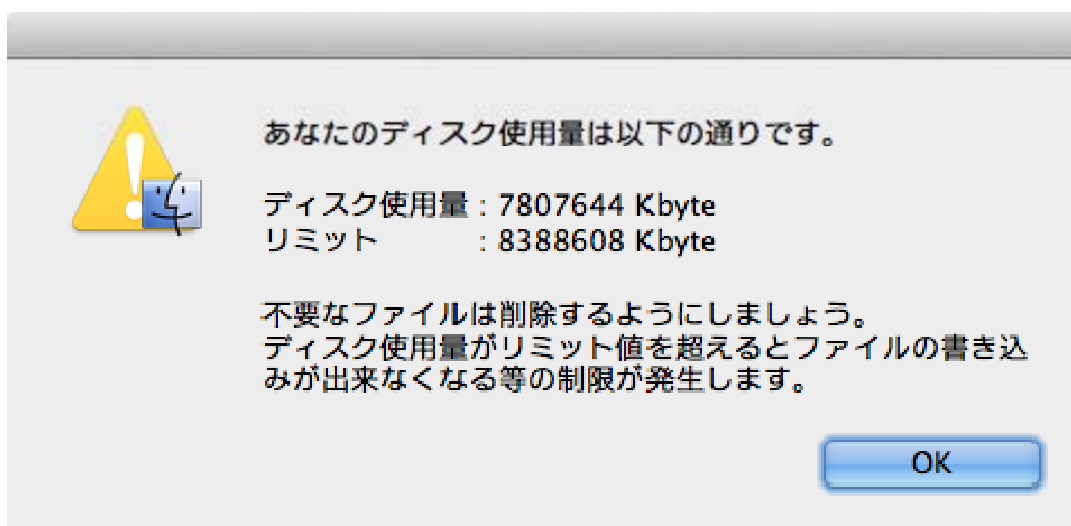 あなたのディスク使用量は以下の通りです。
ディスク使用量 : 7807644 Kbyte
リミット : 8388608 Kbyte
不要なファイルは削除するようにしましょう。
ディスク使用量がリミット値を超えるとファイルの書き込
みが出来なくなる等の制限が発生します。
OK